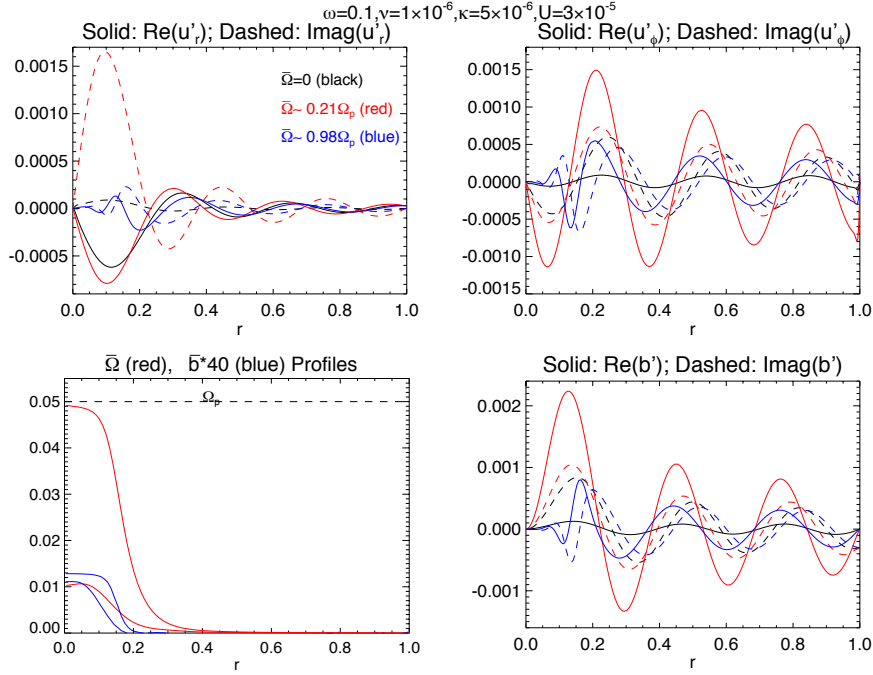 ω=0.1,ν=1×10⁻⁶,κ=5×10⁻⁶,U=3×10⁻⁵
Solid: Re(u'ᵣ); Dashed: Imag(u'ᵣ)
0.0015
0.0010
0.0005
0.0000
-0.0005
Ω̄=0 (black)
Ω̄~ 0.21Ωₚ (red)
Ω̄~ 0.98Ωₚ (blue)
0.0 0.2 0.4 0.6 0.8 1.0
r
Solid: Re(u'ᵩ); Dashed: Imag(u'ᵩ)
0.0015
0.0010
0.0005
0.0000
-0.0005
-0.0010
-0.0015
0.0 0.2 0.4 0.6 0.8 1.0
r
Ω̄ (red), b̄*40 (blue) Profiles
0.05
0.04
0.03
0.02
0.01
0.00
Ωₚ
0.0 0.2 0.4 0.6 0.8 1.0
r
Solid: Re(b'); Dashed: Imag(b')
0.002
0.001
0.000
-0.001
0.0 0.2 0.4 0.6 0.8 1.0
r